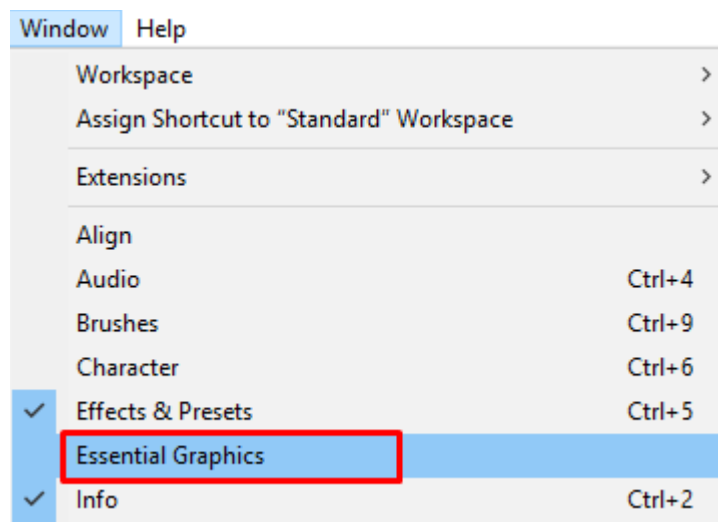 Window Help
Workspace
Assign Shortcut to “Standard” Workspace
Extensions
Align
Audio Ctrl+4
Brushes Ctrl+9
Character Ctrl+6
Effects & Presets Ctrl+5
Essential Graphics
Info Ctrl+2